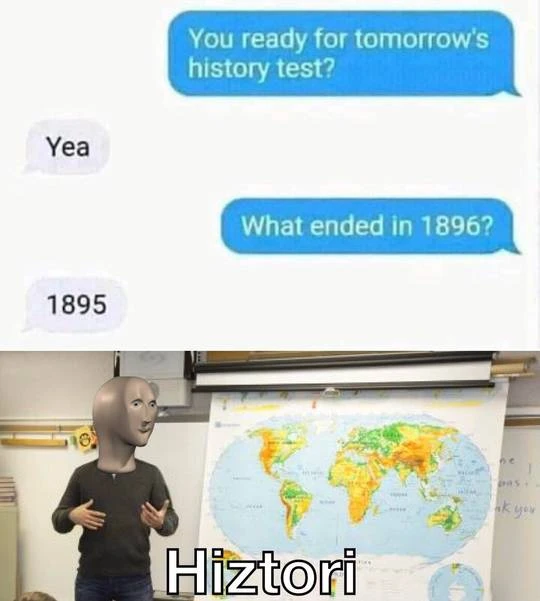 You ready for tomorrow's
history test?
Yea
What ended in 1896?
1895
Hiztori